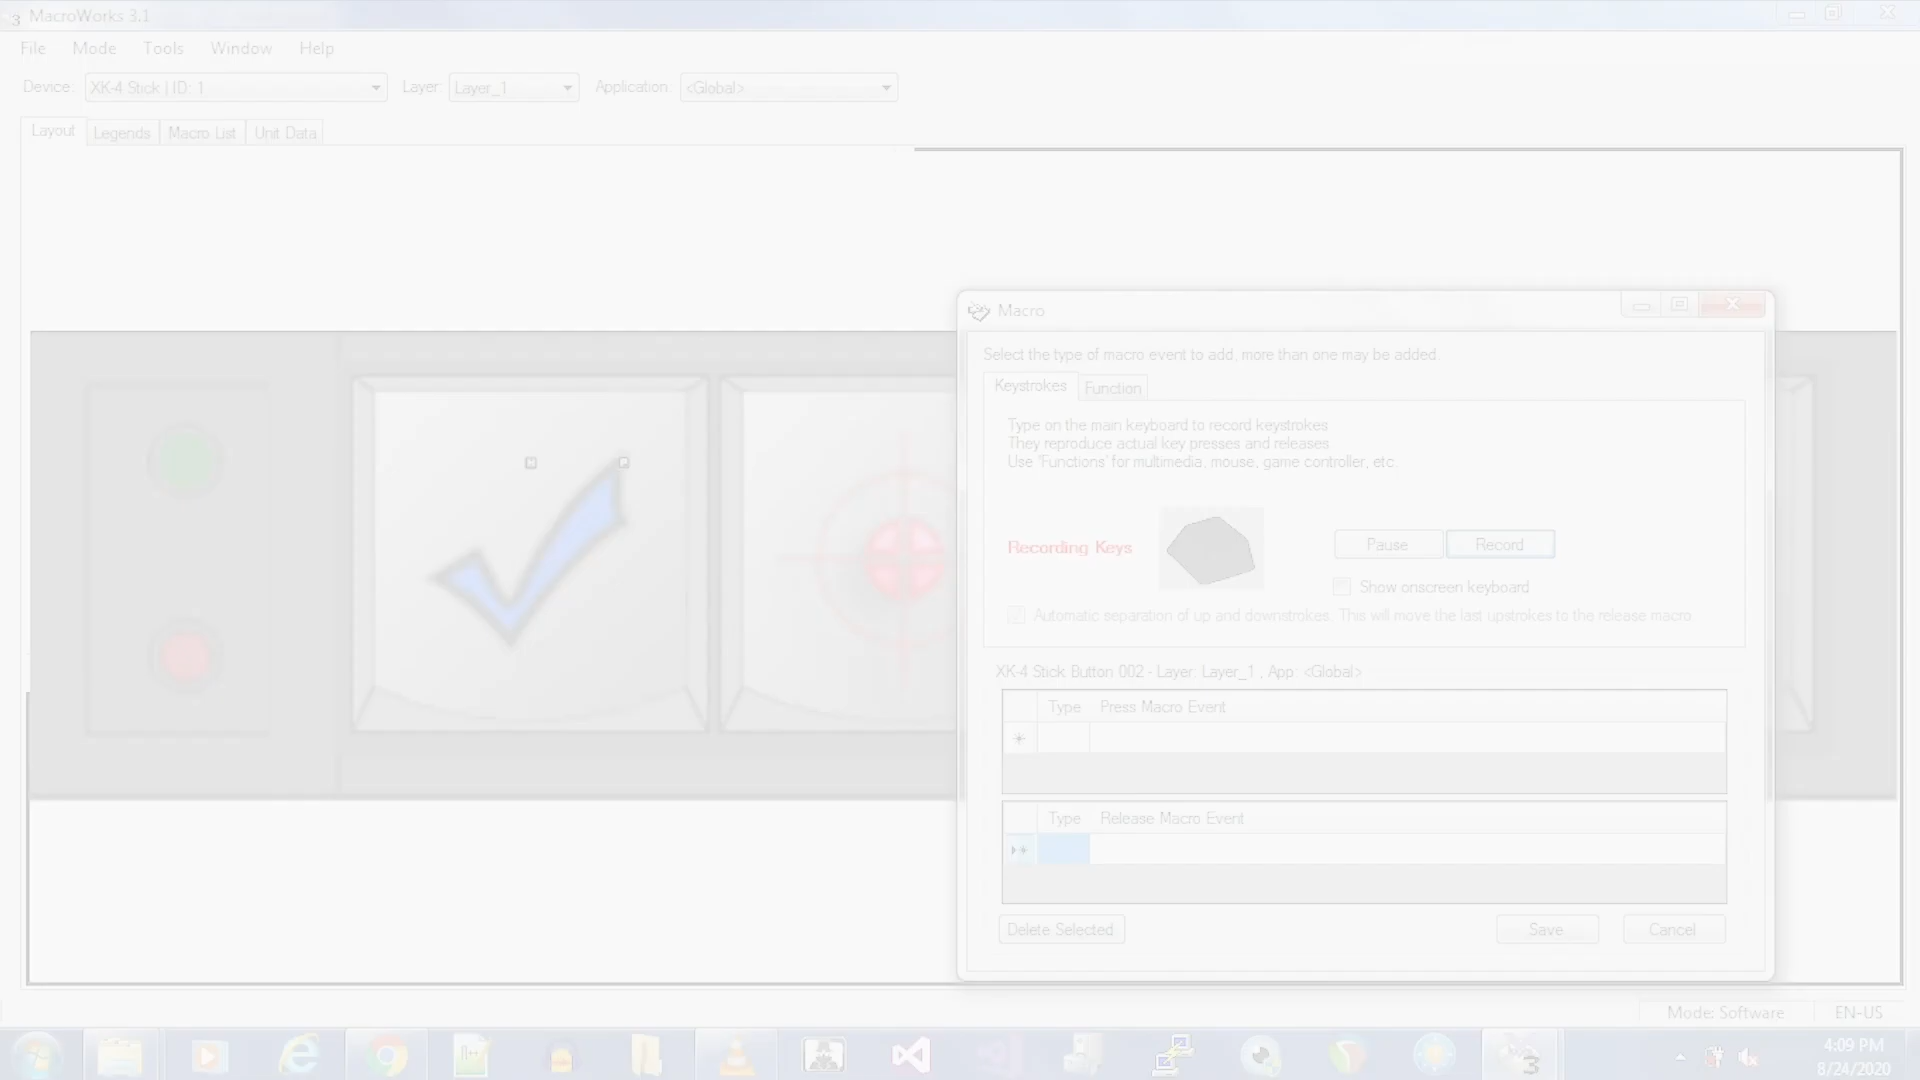 MacroWorks 3.1
File Mode Tools Window Help
Device: XK-4 Stick | ID: 1 Layer: Layer_1 Application: <Global>
Layout Legends Macro List Unit Data
Macro
Select the type of macro event to add, more than one may be added.
Keystrokes Function
Type on the main keyboard to record keystrokes
They reproduce actual key presses and releases
Use 'Functions' for multimedia, mouse, game controller, etc.
Recording Keys Pause Record
Show onscreen keyboard
Automatic separation of up and downstrokes. This will move the last upstrokes to the release macro
XK-4 Stick Button 002 - Layer: Layer_1 , App: <Global>
Type Press Macro Event
Type Release Macro Event
Delete Selected Save Cancel
Mode: Software EN-US
4:09 PM
8/24/2020